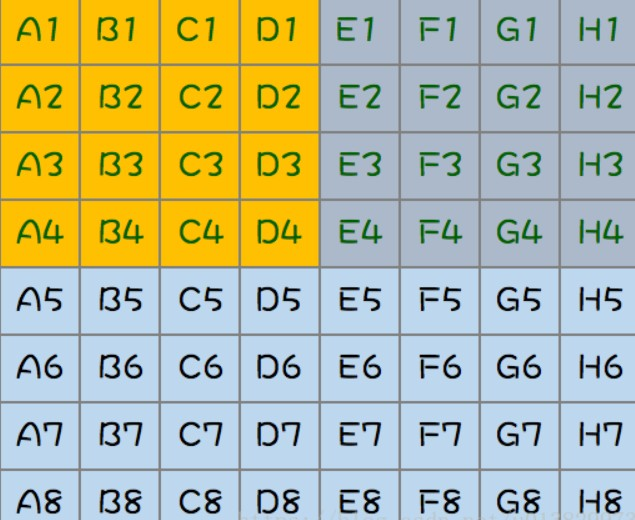 A1 B1 C1 D1 E1 F1 G1 H1
A2 B2 C2 D2 E2 F2 G2 H2
A3 B3 C3 D3 E3 F3 G3 H3
A4 B4 C4 D4 E4 F4 G4 H4
A5 B5 C5 D5 E5 F5 G5 H5
A6 B6 C6 D6 E6 F6 G6 H6
A7 B7 C7 D7 E7 F7 G7 H7
A8 B8 C8 D8 E8 F8 G8 H8